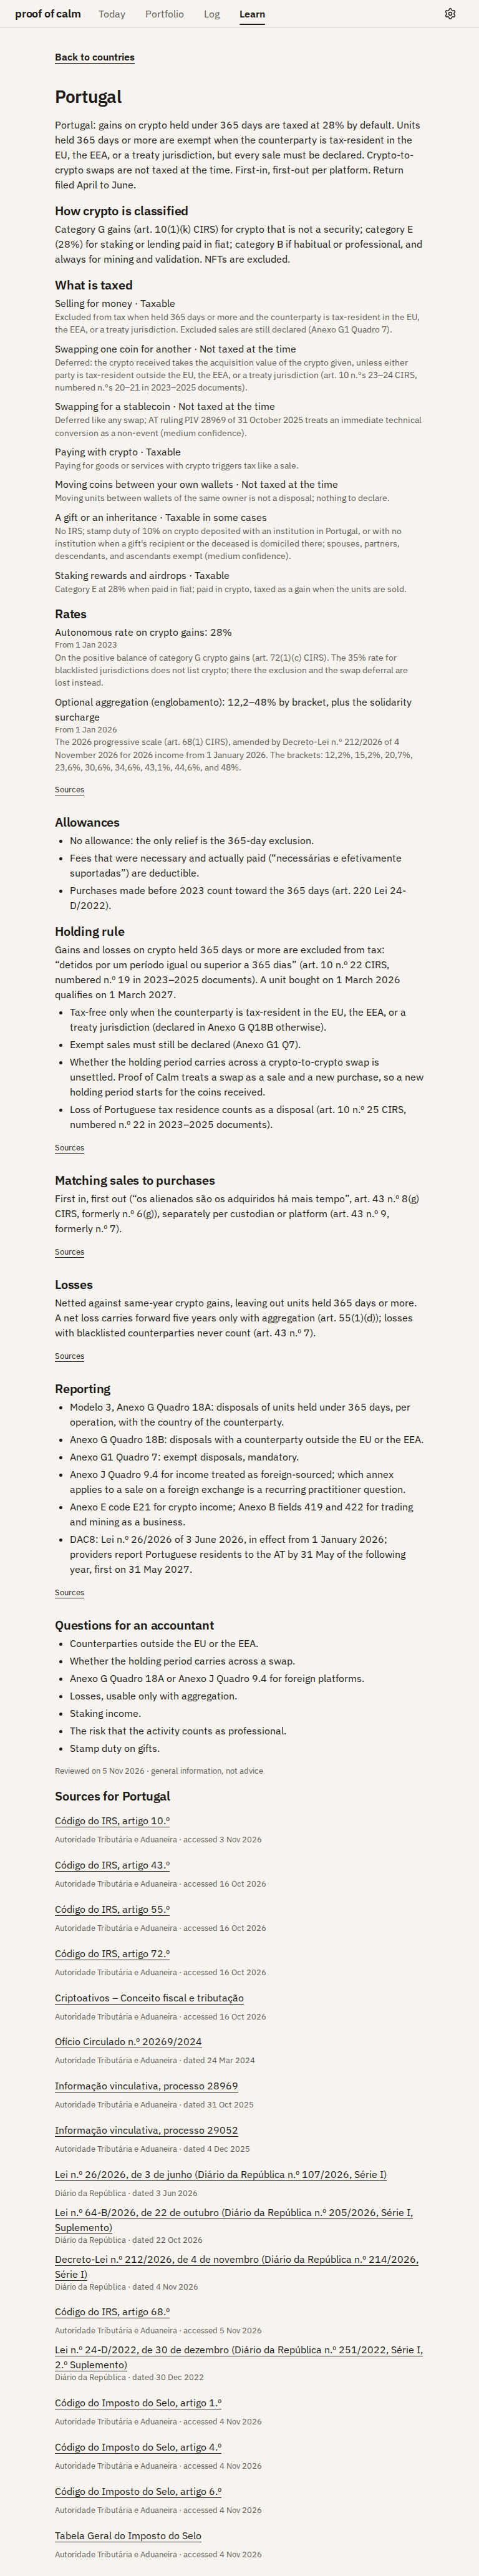 proof of calm Today Portfolio Log Learn
Back to countries
Portugal
Portugal: gains on crypto held under 365 days are taxed at 28% by default. Units
held 365 days or more are exempt when the counterparty is tax-resident in the
EU, the EEA, or a treaty jurisdiction, but every sale must be declared. Crypto-to-
crypto swaps are not taxed at the time. First-in, first-out per platform. Return
filed April to June.
How crypto is classified
Category G gains (art. 10(1)(k) CIRS) for crypto that is not a security; category E
(28%) for staking or lending paid in fiat; category B if habitual or professional, and
always for mining and validation. NFTs are excluded.
What is taxed
Selling for money · Taxable
Excluded from tax when held 365 days or more and the counterparty is tax-resident in the EU,
the EEA, or a treaty jurisdiction. Excluded sales are still declared (Anexo G1 Quadro 7).
Swapping one coin for another · Not taxed at the time
Deferred: the crypto received takes the acquisition value of the crypto given, unless either
party is tax-resident outside the EU, the EEA, or a treaty jurisdiction (art. 10 n.ºs 23–24 CIRS,
numbered n.ºs 20–21 in 2023–2025 documents).
Swapping for a stablecoin · Not taxed at the time
Deferred like any swap; AT ruling PIV 28969 of 31 October 2025 treats an immediate technical
conversion as a non-event (medium confidence).
Paying with crypto · Taxable
Paying for goods or services with crypto triggers tax like a sale.
Moving coins between your own wallets · Not taxed at the time
Moving units between wallets of the same owner is not a disposal; nothing to declare.
A gift or an inheritance · Taxable in some cases
No IRS; stamp duty of 10% on crypto deposited with an institution in Portugal, or with no
institution when a gift's recipient or the deceased is domiciled there; spouses, partners,
descendants, and ascendants exempt (medium confidence).
Staking rewards and airdrops · Taxable
Category E at 28% when paid in fiat; paid in crypto, taxed as a gain when the units are sold.
Rates
Autonomous rate on crypto gains: 28%
From 1 Jan 2023
On the positive balance of category G crypto gains (art. 72(1)(c) CIRS). The 35% rate for
blacklisted jurisdictions does not list crypto; there the exclusion and the swap deferral are
lost instead.
Optional aggregation (englobamento): 12,2–48% by bracket, plus the solidarity
surcharge
From 1 Jan 2026
The 2026 progressive scale (art. 68(1) CIRS), amended by Decreto-Lei n.º 212/2026 of 4
November 2026 for 2026 income from 1 January 2026. The brackets: 12,2%, 15,2%, 20,7%,
23,6%, 30,6%, 34,6%, 43,1%, 44,6%, and 48%.
Sources
Allowances
• No allowance: the only relief is the 365-day exclusion.
• Fees that were necessary and actually paid (“necessárias e efetivamente
suportadas”) are deductible.
• Purchases made before 2023 count toward the 365 days (art. 220 Lei 24-
D/2022).
Holding rule
Gains and losses on crypto held 365 days or more are excluded from tax:
“detidos por um período igual ou superior a 365 dias” (art. 10 n.º 22 CIRS,
numbered n.º 19 in 2023–2025 documents). A unit bought on 1 March 2026
qualifies on 1 March 2027.
• Tax-free only when the counterparty is tax-resident in the EU, the EEA, or a
treaty jurisdiction (declared in Anexo G Q18B otherwise).
• Exempt sales must still be declared (Anexo G1 Q7).
• Whether the holding period carries across a crypto-to-crypto swap is
unsettled. Proof of Calm treats a swap as a sale and a new purchase, so a new
holding period starts for the coins received.
• Loss of Portuguese tax residence counts as a disposal (art. 10 n.º 25 CIRS,
numbered n.º 22 in 2023–2025 documents).
Sources
Matching sales to purchases
First in, first out (“os alienados são os adquiridos há mais tempo”, art. 43 n.º 8(g)
CIRS, formerly n.º 6(g)), separately per custodian or platform (art. 43 n.º 9,
formerly n.º 7).
Sources
Losses
Netted against same-year crypto gains, leaving out units held 365 days or more.
A net loss carries forward five years only with aggregation (art. 55(1)(d)); losses
with blacklisted counterparties never count (art. 43 n.º 7).
Sources
Reporting
• Modelo 3, Anexo G Quadro 18A: disposals of units held under 365 days, per
operation, with the country of the counterparty.
• Anexo G Quadro 18B: disposals with a counterparty outside the EU or the EEA.
• Anexo G1 Quadro 7: exempt disposals, mandatory.
• Anexo J Quadro 9.4 for income treated as foreign-sourced; which annex
applies to a sale on a foreign exchange is a recurring practitioner question.
• Anexo E code E21 for crypto income; Anexo B fields 419 and 422 for trading
and mining as a business.
• DAC8: Lei n.º 26/2026 of 3 June 2026, in effect from 1 January 2026;
providers report Portuguese residents to the AT by 31 May of the following
year, first on 31 May 2027.
Sources
Questions for an accountant
• Counterparties outside the EU or the EEA.
• Whether the holding period carries across a swap.
• Anexo G Quadro 18A or Anexo J Quadro 9.4 for foreign platforms.
• Losses, usable only with aggregation.
• Staking income.
• The risk that the activity counts as professional.
• Stamp duty on gifts.
Reviewed on 5 Nov 2026 · general information, not advice
Sources for Portugal
Código do IRS, artigo 10.º
Autoridade Tributária e Aduaneira · accessed 3 Nov 2026
Código do IRS, artigo 43.º
Autoridade Tributária e Aduaneira · accessed 16 Oct 2026
Código do IRS, artigo 55.º
Autoridade Tributária e Aduaneira · accessed 16 Oct 2026
Código do IRS, artigo 72.º
Autoridade Tributária e Aduaneira · accessed 16 Oct 2026
Criptoativos – Conceito fiscal e tributação
Autoridade Tributária e Aduaneira · accessed 16 Oct 2026
Ofício Circulado n.º 20269/2024
Autoridade Tributária e Aduaneira · dated 24 Mar 2024
Informação vinculativa, processo 28969
Autoridade Tributária e Aduaneira · dated 31 Oct 2025
Informação vinculativa, processo 29052
Autoridade Tributária e Aduaneira · dated 4 Dec 2025
Lei n.º 26/2026, de 3 de junho (Diário da República n.º 107/2026, Série I)
Diário da República · dated 3 Jun 2026
Lei n.º 64-B/2026, de 22 de outubro (Diário da República n.º 205/2026, Série I,
Suplemento)
Diário da República · dated 22 Oct 2026
Decreto-Lei n.º 212/2026, de 4 de novembro (Diário da República n.º 214/2026,
Série I)
Diário da República · dated 4 Nov 2026
Código do IRS, artigo 68.º
Autoridade Tributária e Aduaneira · accessed 5 Nov 2026
Lei n.º 24-D/2022, de 30 de dezembro (Diário da República n.º 251/2022, Série I,
2.º Suplemento)
Diário da República · dated 30 Dec 2022
Código do Imposto do Selo, artigo 1.º
Autoridade Tributária e Aduaneira · accessed 4 Nov 2026
Código do Imposto do Selo, artigo 4.º
Autoridade Tributária e Aduaneira · accessed 4 Nov 2026
Código do Imposto do Selo, artigo 6.º
Autoridade Tributária e Aduaneira · accessed 4 Nov 2026
Tabela Geral do Imposto do Selo
Autoridade Tributária e Aduaneira · accessed 4 Nov 2026